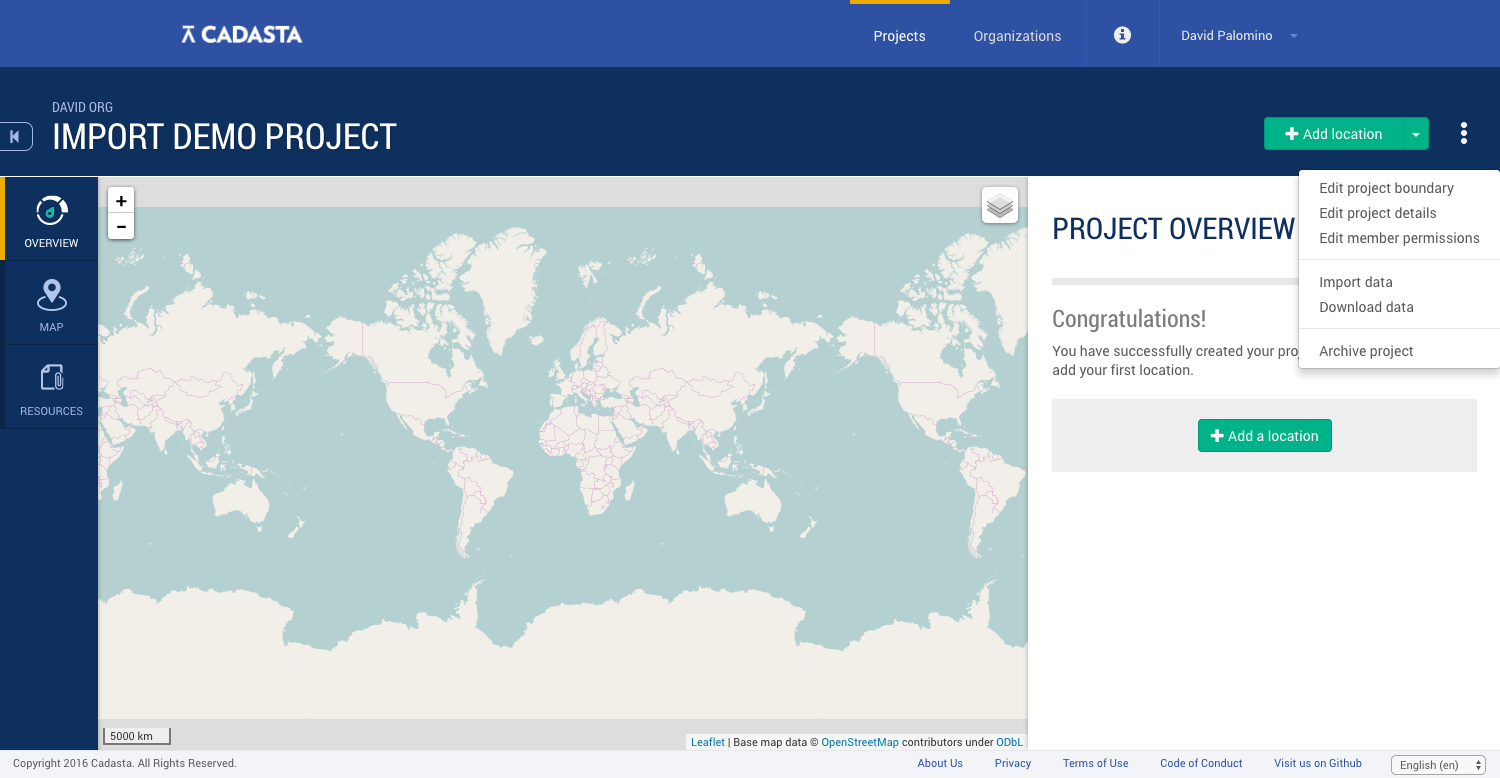 CADASTA
Projects
Organizations
David Palomino
DAVID ORG
IMPORT DEMO PROJECT
Add location
OVERVIEW
MAP
RESOURCES
+
−
5000 km
Leaflet | Base map data © OpenStreetMap contributors under ODbL
PROJECT OVERVIEW
Congratulations!
You have successfully created your pro
add your first location.
Add a location
Edit project boundary
Edit project details
Edit member permissions
Import data
Download data
Archive project
Copyright 2016 Cadasta. All Rights Reserved.
About Us
Privacy
Terms of Use
Code of Conduct
Visit us on Github
English (en)